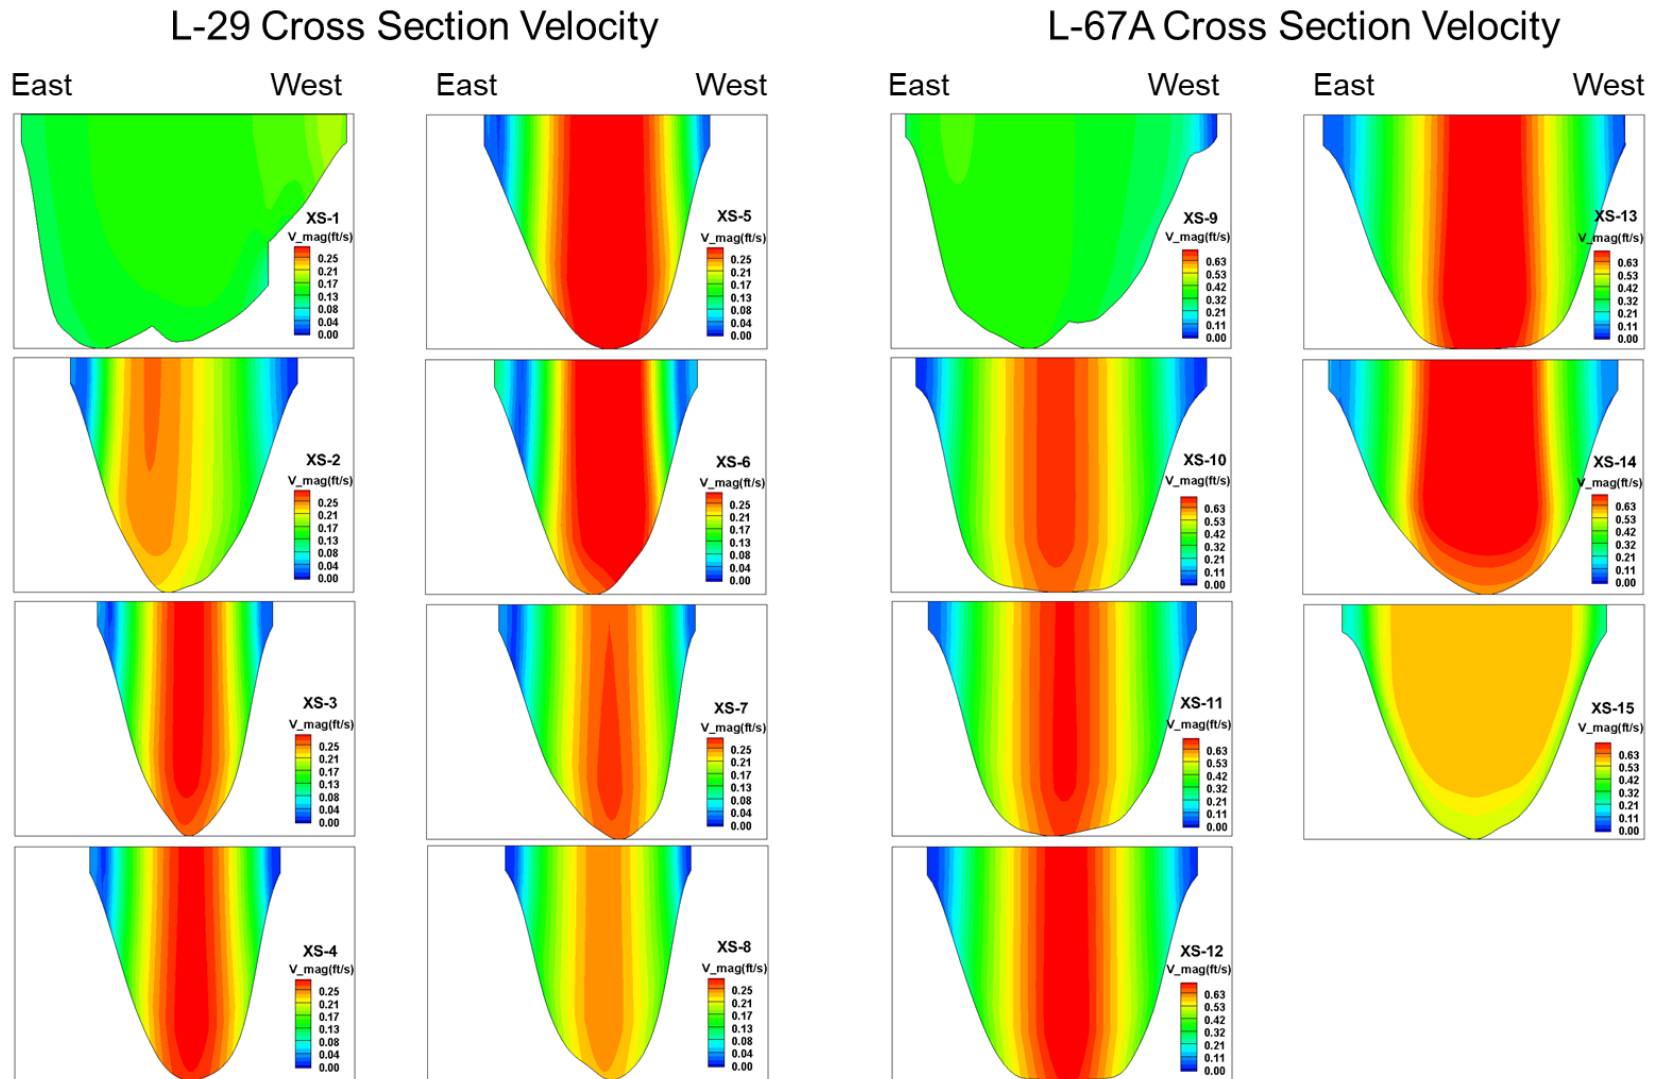 L-29 Cross Section Velocity
East West
XS-1
V_mag(ft/s)
0.25
0.21
0.17
0.13
0.08
0.04
0.00
XS-2
V_mag(ft/s)
0.25
0.21
0.17
0.13
0.08
0.04
0.00
XS-3
V_mag(ft/s)
0.25
0.21
0.17
0.13
0.08
0.04
0.00
XS-4
V_mag(ft/s)
0.25
0.21
0.17
0.13
0.08
0.04
0.00
East West
XS-5
V_mag(ft/s)
0.25
0.21
0.17
0.13
0.08
0.04
0.00
XS-6
V_mag(ft/s)
0.25
0.21
0.17
0.13
0.08
0.04
0.00
XS-7
V_mag(ft/s)
0.25
0.21
0.17
0.13
0.08
0.04
0.00
XS-8
V_mag(ft/s)
0.25
0.21
0.17
0.13
0.08
0.04
0.00
L-67A Cross Section Velocity
East West
XS-9
V_mag(ft/s)
0.63
0.53
0.42
0.32
0.21
0.11
0.00
XS-10
V_mag(ft/s)
0.63
0.53
0.42
0.32
0.21
0.11
0.00
XS-11
V_mag(ft/s)
0.63
0.53
0.42
0.32
0.21
0.11
0.00
XS-12
V_mag(ft/s)
0.63
0.53
0.42
0.32
0.21
0.11
0.00
East West
XS-13
V_mag(ft/s)
0.63
0.53
0.42
0.32
0.21
0.11
0.00
XS-14
V_mag(ft/s)
0.63
0.53
0.42
0.32
0.21
0.11
0.00
XS-15
V_mag(ft/s)
0.63
0.53
0.42
0.32
0.21
0.11
0.00